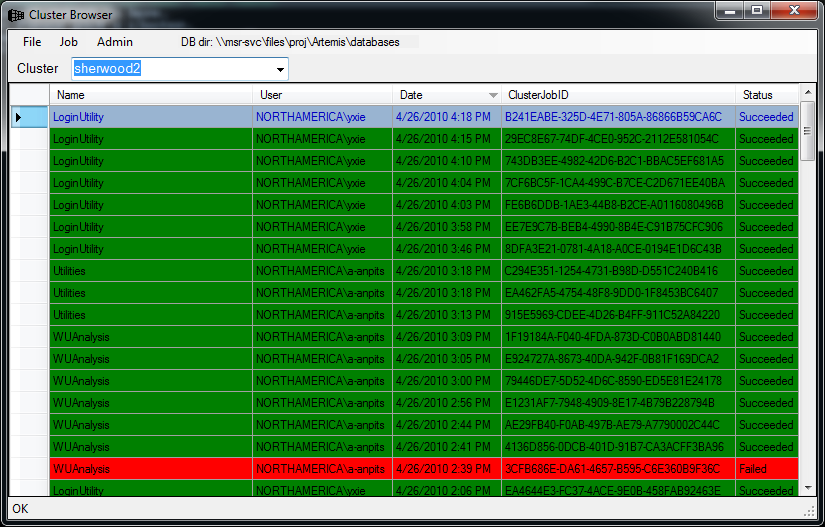 Cluster Browser
File Job Admin DB dir: \\msr-svc\files\proj\Artemis\databases
Cluster sherwood2
Name User Date ClusterJobID Status
LoginUtility NORTHAMERICA\yxie 4/26/2010 4:18 PM B241EABE-325D-4E71-805A-86866B59CA6C Succeeded
LoginUtility NORTHAMERICA\yxie 4/26/2010 4:15 PM 29EC8E67-74DF-4CE0-952C-2112E581054C Succeeded
LoginUtility NORTHAMERICA\yxie 4/26/2010 4:10 PM 743DB3EE-4982-42D6-B2C1-BBAC5EF681A5 Succeeded
LoginUtility NORTHAMERICA\yxie 4/26/2010 4:04 PM 7CF6BC5F-1CA4-499C-B7CE-C2D671EE40BA Succeeded
LoginUtility NORTHAMERICA\yxie 4/26/2010 4:03 PM FE6B6DDB-1AE3-44B8-B2CE-A0116080496B Succeeded
LoginUtility NORTHAMERICA\yxie 4/26/2010 3:58 PM EE7E9C7B-BEB4-4990-8B4E-C91B75CFC906 Succeeded
LoginUtility NORTHAMERICA\yxie 4/26/2010 3:46 PM 8DFA3E21-0781-4A18-A0CE-0194E1D6C43B Succeeded
Utilities NORTHAMERICA\a-anpits 4/26/2010 3:18 PM C294E351-1254-4731-B98D-D551C240B416 Succeeded
Utilities NORTHAMERICA\a-anpits 4/26/2010 3:18 PM EA462FA5-4754-48F8-9DD0-1F8453BC6407 Succeeded
Utilities NORTHAMERICA\a-anpits 4/26/2010 3:13 PM 915E5969-CDEE-4D26-B4FF-911C52A84220 Succeeded
WUAnalysis NORTHAMERICA\a-anpits 4/26/2010 3:09 PM 1F19184A-F040-4FDA-873D-C0B0ABD81440 Succeeded
WUAnalysis NORTHAMERICA\a-anpits 4/26/2010 3:05 PM E924727A-8673-40DA-942F-0B81F169DCA2 Succeeded
WUAnalysis NORTHAMERICA\a-anpits 4/26/2010 3:00 PM 79446DE7-5D52-4D6C-8590-ED5E81E24178 Succeeded
WUAnalysis NORTHAMERICA\a-anpits 4/26/2010 2:56 PM E1231AF7-7948-4909-8E17-4B79B228794B Succeeded
WUAnalysis NORTHAMERICA\a-anpits 4/26/2010 2:44 PM AE29FB40-F0AB-497B-AE79-A7790002C44C Succeeded
WUAnalysis NORTHAMERICA\a-anpits 4/26/2010 2:41 PM 4136D856-0DCB-401D-91B7-CA3ACFF3BA96 Succeeded
WUAnalysis NORTHAMERICA\a-anpits 4/26/2010 2:39 PM 3CFB686E-DA61-4657-B595-C6E360B9F36C Failed
LoginUtility NORTHAMERICA\yxie 4/26/2010 2:06 PM EA4644E3-FC37-4ACE-9E0B-458FAB92463E Succeeded
OK